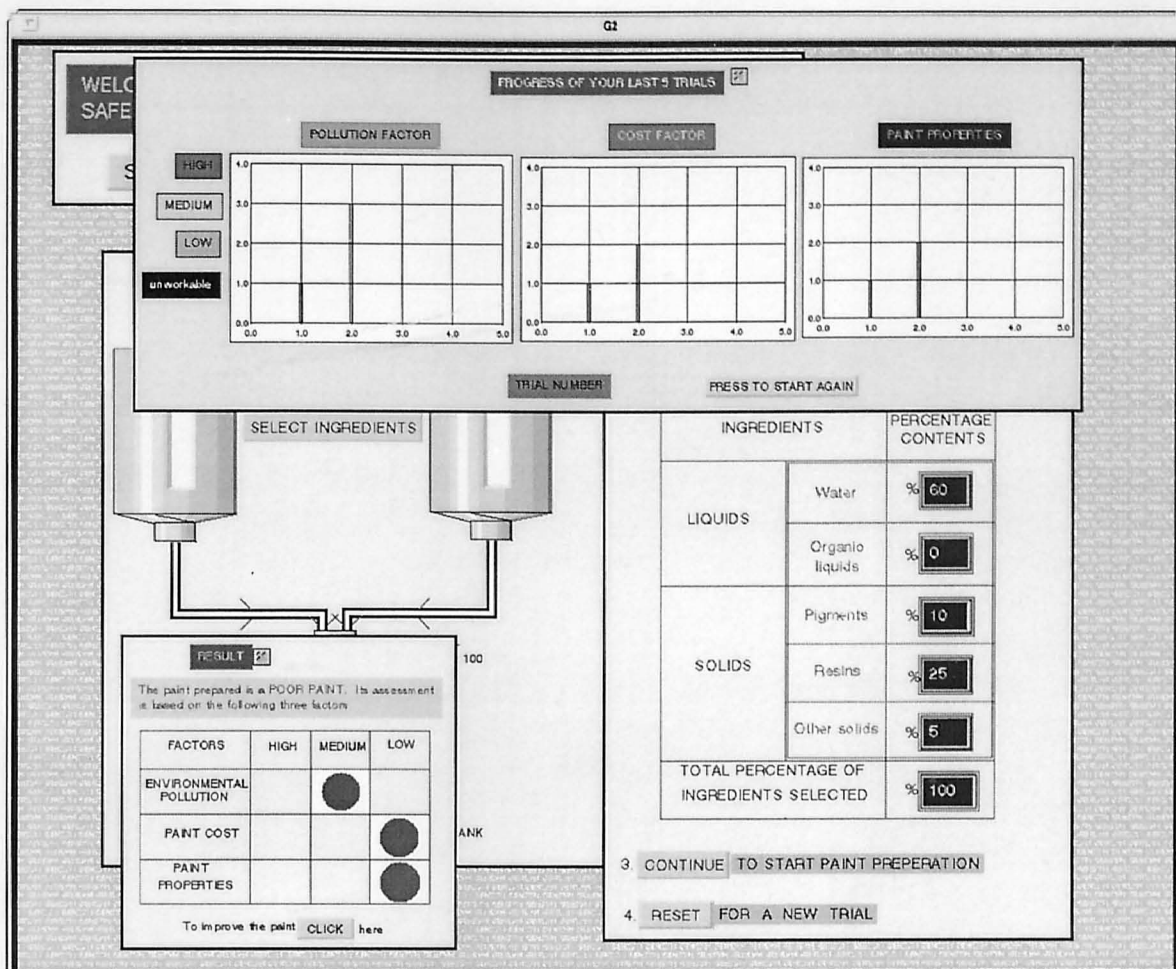 G2
WELC
SAFE
S
PROGRESS OF YOUR LAST 5 TRIALS
POLLUTION FACTOR
COST FACTOR
PAINT PROPERTIES
HIGH
MEDIUM
LOW
unworkable
4.0
3.0
2.0
1.0
0.0
0.0 1.0 2.0 3.0 4.0 5.0
4.0
3.0
2.0
1.0
0.0
0.0 1.0 2.0 3.0 4.0 5.0
4.0
3.0
2.0
1.0
0.0
0.0 1.0 2.0 3.0 4.0 5.0
TRIAL NUMBER
PRESS TO START AGAIN
SELECT INGREDIENTS
100
ANK
RESULT
The paint prepared is a POOR PAINT. Its assessment
is based on the following three factors
FACTORS HIGH MEDIUM LOW
ENVIRONMENTAL
POLLUTION
PAINT COST
PAINT
PROPERTIES
To improve the paint CLICK here
INGREDIENTS
PERCENTAGE
CONTENTS
LIQUIDS
Water % 60
Organic
liquids % 0
SOLIDS
Pigments % 10
Resins % 25
Other solids % 5
TOTAL PERCENTAGE OF
INGREDIENTS SELECTED % 100
3. CONTINUE TO START PAINT PREPERATION
4. RESET FOR A NEW TRIAL